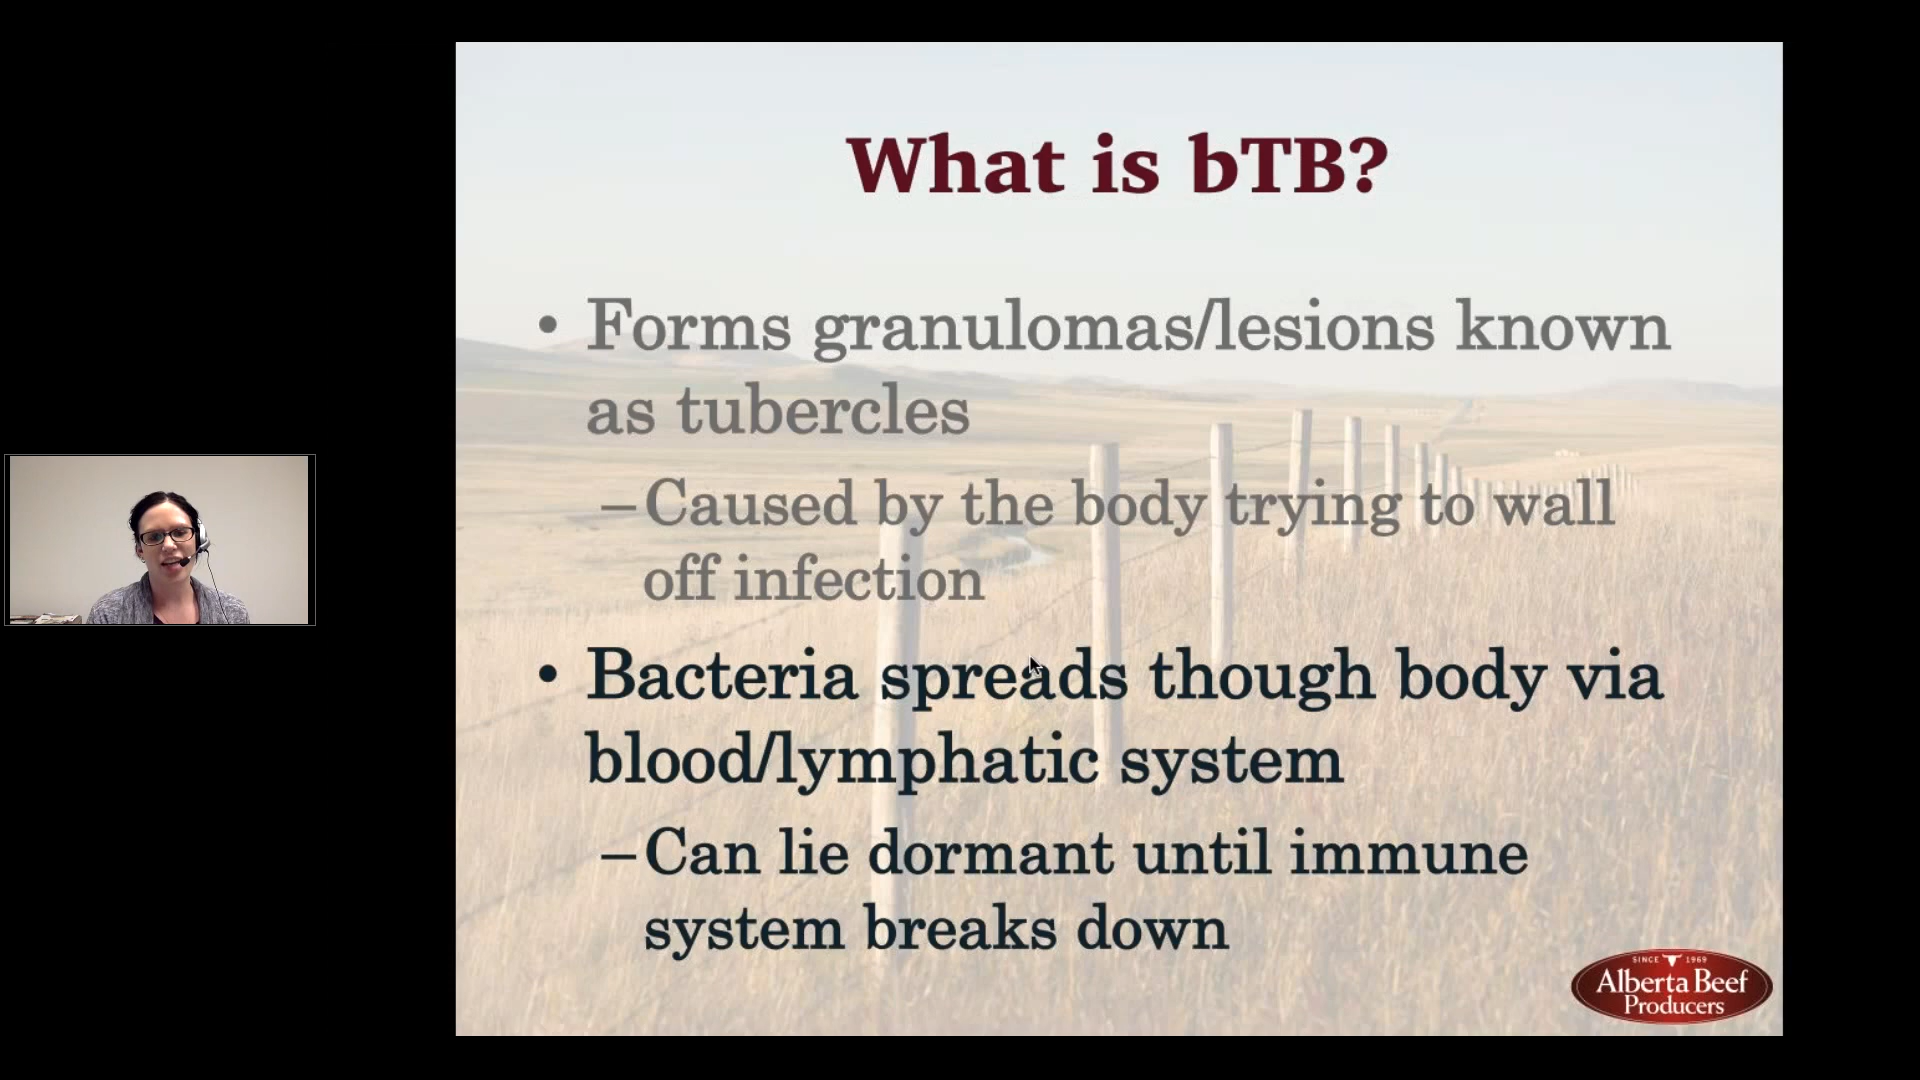 What is bTB?
• Forms granulomas/lesions known
as tubercles
–Caused by the body trying to wall
off infection
• Bacteria spreads though body via
blood/lymphatic system
–Can lie dormant until immune
system breaks down
SINCE 1969
Alberta Beef
Producers